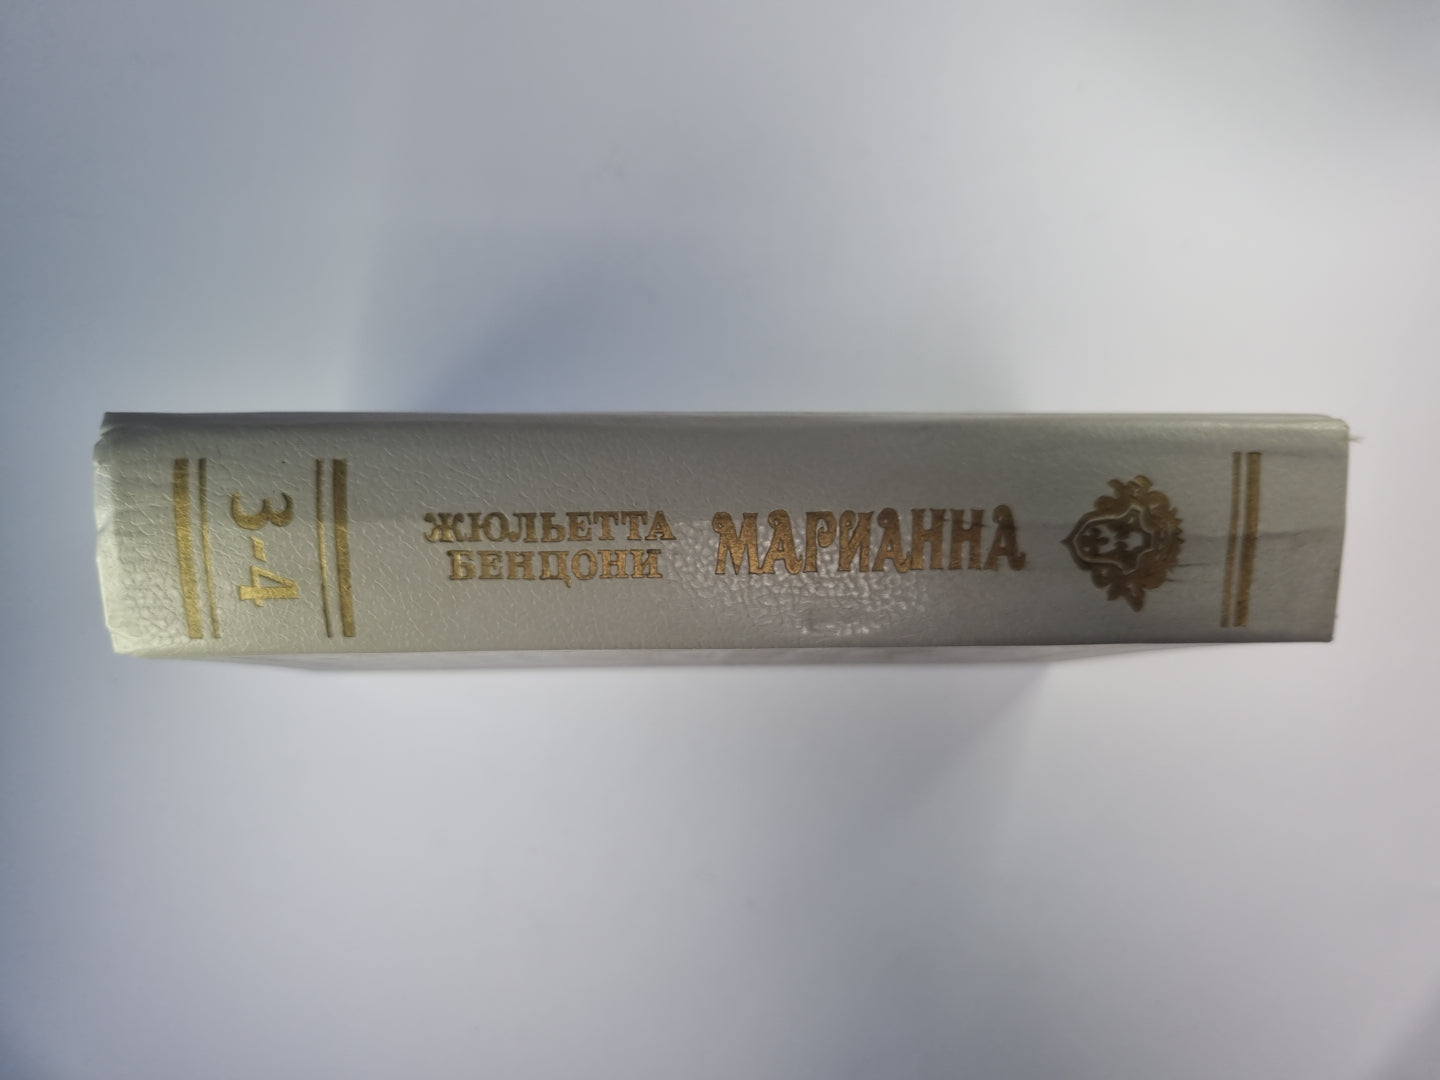 ЖЮЛЬЕТТА
БЕНЦОНИ
МАРИАННА
3-4